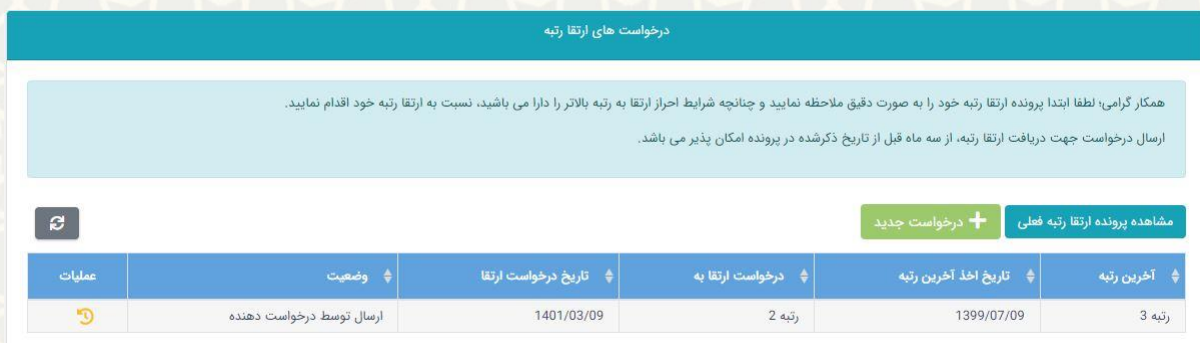 درخواست های ارتقا رتبه
همکار گرامی؛ لطفا ابتدا پرونده ارتقا رتبه خود را به صورت دقیق ملاحظه نمایید و چنانچه شرایط احراز ارتقا به رتبه بالاتر را دارا می باشید، نسبت به ارتقا رتبه خود اقدام نمایید.
ارسال درخواست جهت دریافت ارتقا رتبه، از سه ماه قبل از تاریخ ذکرشده در پرونده امکان پذیر می باشد.
مشاهده پرونده ارتقا رتبه فعلی + درخواست جدید
آخرین رتبه تاریخ اخذ آخرین رتبه درخواست ارتقا به تاریخ درخواست ارتقا وضعیت عملیات
رتبه 3 1399/07/09 رتبه 2 1401/03/09 ارسال توسط درخواست دهنده